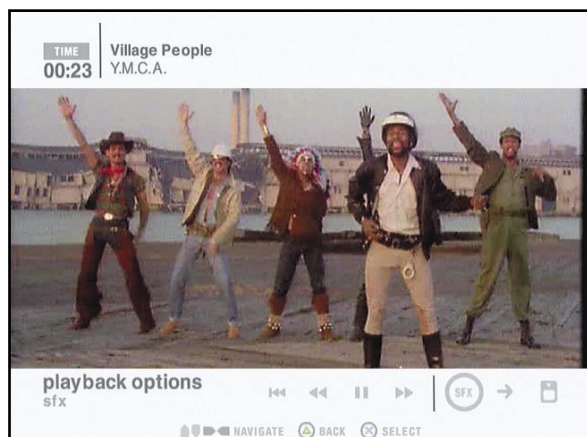 TIME
00:23
Village People
Y.M.C.A.
playback options
sfx
SFX
NAVIGATE BACK SELECT